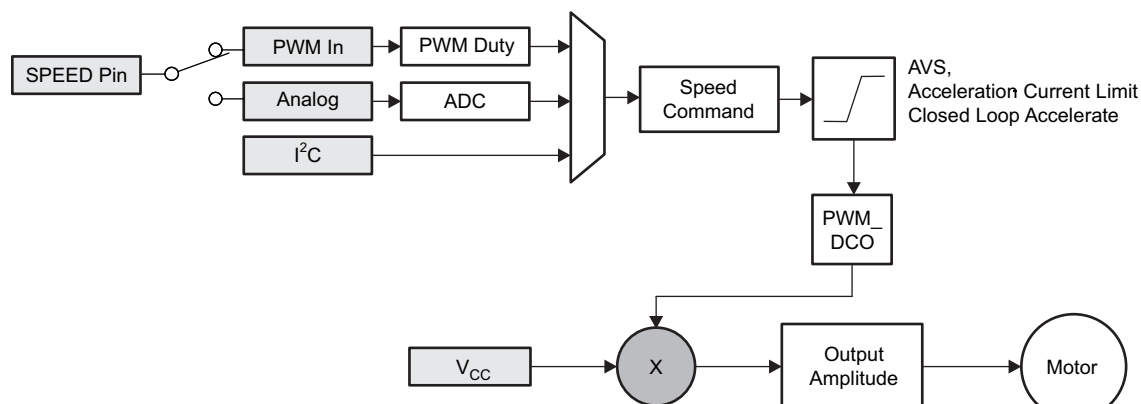 SPEED Pin
PWM In
PWM Duty
Analog
ADC
I²C
Speed
Command
AVS,
Acceleration Current Limit
Closed Loop Accelerate
PWM_
DCO
V_CC
X
Output
Amplitude
Motor